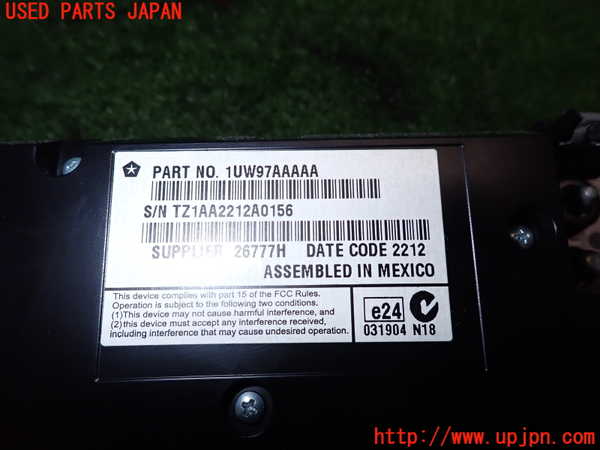 USED PARTS JAPAN
PART NO. 1UW97AAAAA
S/N TZ1AA2212A0156
SUPPLIER 26777H DATE CODE 2212
ASSEMBLED IN MEXICO
This device complies with part 15 of the FCC Rules.
Operation is subject to the following two conditions.
(1)This may not cause harmful interference, and
(2)this device must accept any interference received,
including interference that may cause undesired operation.
e24
031904 N18
http://www.upjpn.com/